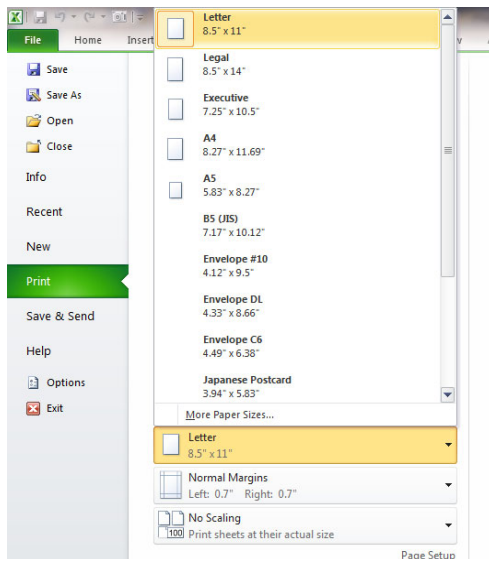 File Home Insert
Save
Save As
Open
Close
Info
Recent
New
Print
Save & Send
Help
Options
Exit
Letter
8.5" x 11"
Legal
8.5" x 14"
Executive
7.25" x 10.5"
A4
8.27" x 11.69"
A5
5.83" x 8.27"
B5 (JIS)
7.17" x 10.12"
Envelope #10
4.12" x 9.5"
Envelope DL
4.33" x 8.66"
Envelope C6
4.49" x 6.38"
Japanese Postcard
3.94" x 5.83"
More Paper Sizes...
Letter
8.5" x 11"
Normal Margins
Left: 0.7" Right: 0.7"
No Scaling
100 Print sheets at their actual size
Page Setup